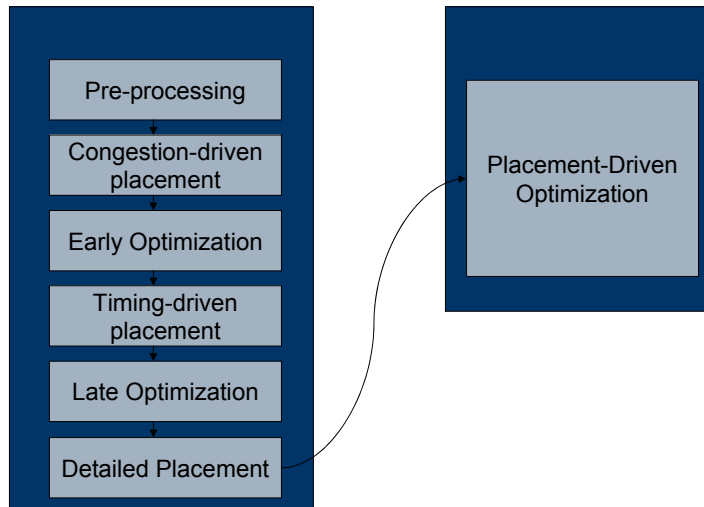 Pre-processing
Congestion-driven
placement
Early Optimization
Timing-driven
placement
Late Optimization
Detailed Placement
Placement-Driven
Optimization